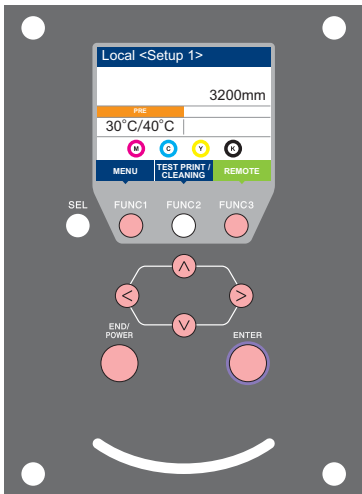 Local <Setup 1>
3200mm
PRE
30°C/40°C
M C Y K
MENU TEST PRINT / CLEANING REMOTE
SEL FUNC1 FUNC2 FUNC3
END/
POWER
ENTER